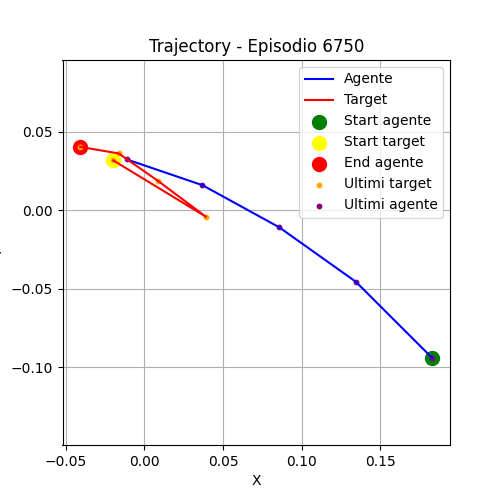 Trajectory - Episodio 6750
Agente
Target
Start agente
Start target
End agente
Ultimi target
Ultimi agente
0.05
0.00
−0.05
−0.10
−0.05
0.00
0.05
0.10
0.15
X